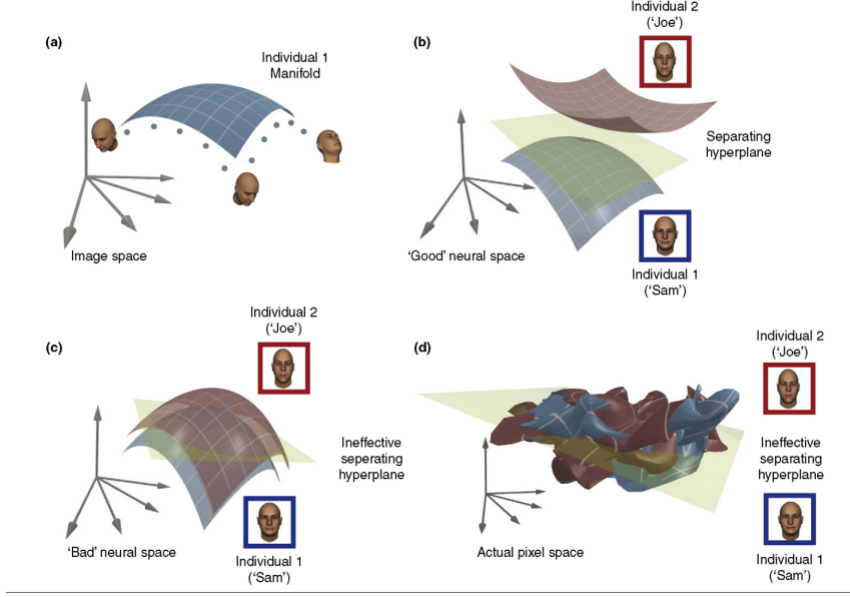 (a)
Individual 1
Manifold
Image space
(b)
Individual 2
('Joe')
Separating
hyperplane
'Good' neural space
Individual 1
('Sam')
(c)
Individual 2
('Joe')
Ineffective
seperating
hyperplane
'Bad' neural space
Individual 1
('Sam')
(d)
Individual 2
('Joe')
Ineffective
separating
hyperplane
Actual pixel space
Individual 1
('Sam')